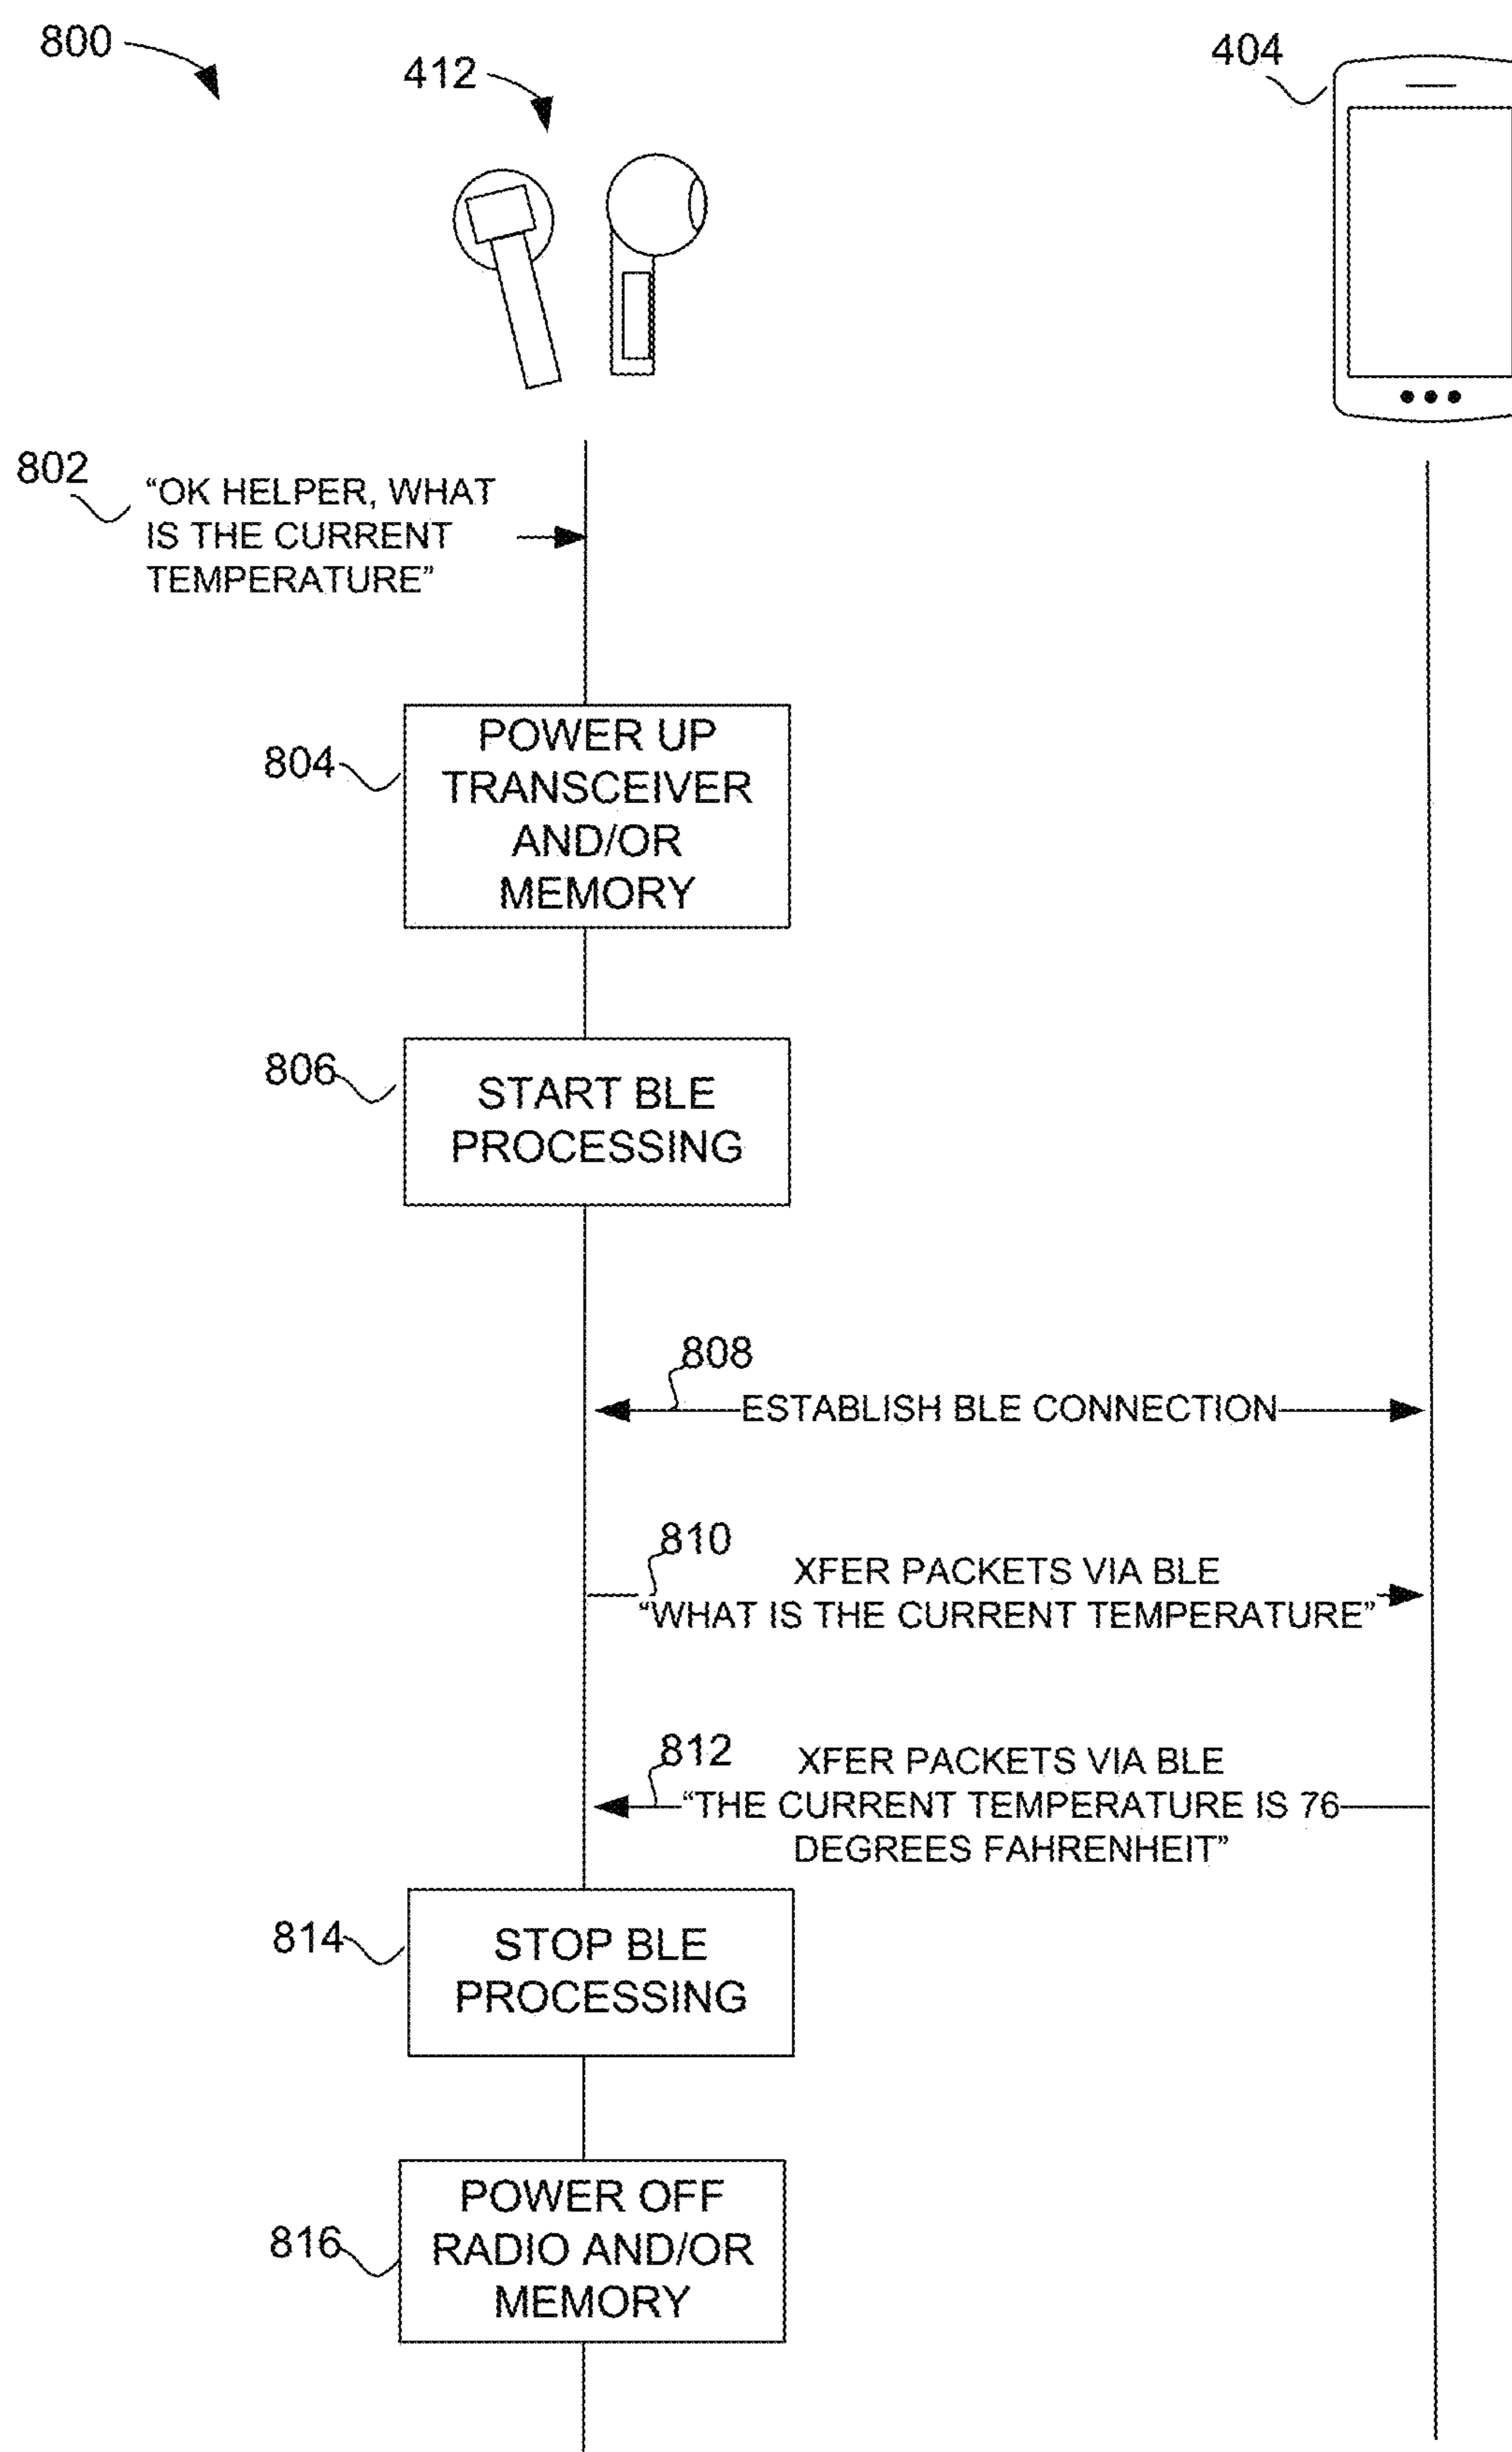 800
412
404
802
“OK HELPER, WHAT
IS THE CURRENT
TEMPERATURE”
804
POWER UP
TRANSCEIVER
AND/OR
MEMORY
806
START BLE
PROCESSING
808
ESTABLISH BLE CONNECTION
810
XFER PACKETS VIA BLE
“WHAT IS THE CURRENT TEMPERATURE”
812
XFER PACKETS VIA BLE
“THE CURRENT TEMPERATURE IS 76
DEGREES FAHRENHEIT”
814
STOP BLE
PROCESSING
816
POWER OFF
RADIO AND/OR
MEMORY